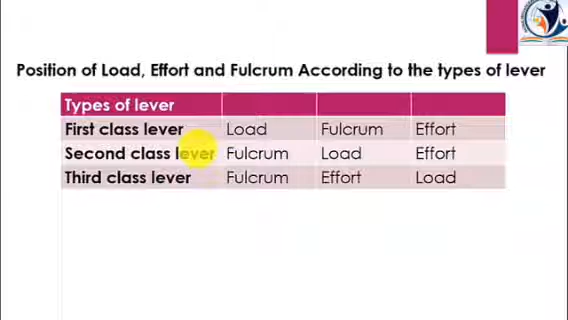 Position of Load, Effort and Fulcrum According to the types of lever
Types of lever
First class lever Load Fulcrum Effort
Second class lever Fulcrum Load Effort
Third class lever Fulcrum Effort Load